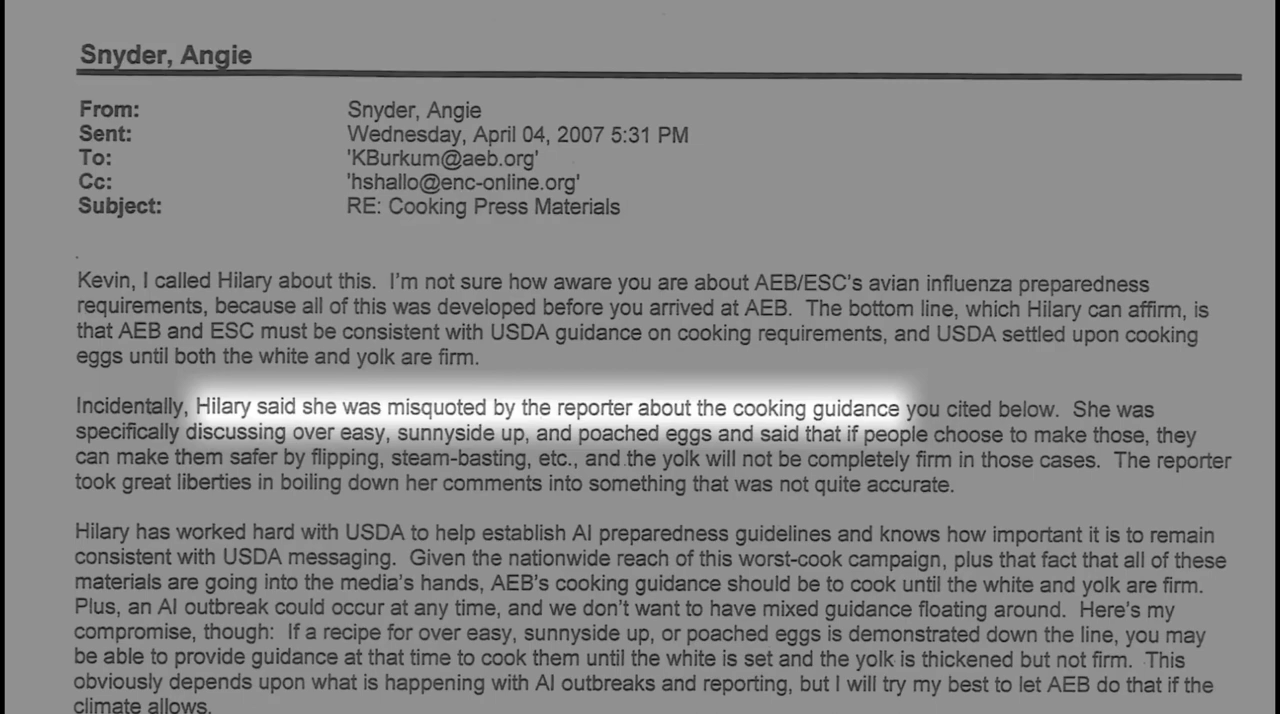 Snyder, Angie
From: Snyder, Angie
Sent: Wednesday, April 04, 2007 5:31 PM
To: 'KBurkum@aeb.org'
Cc: 'hshallo@enc-online.org'
Subject: RE: Cooking Press Materials
Kevin, I called Hilary about this.  I'm not sure how aware you are about AEB/ESC's avian influenza preparedness
requirements, because all of this was developed before you arrived at AEB.  The bottom line, which Hilary can affirm, is
that AEB and ESC must be consistent with USDA guidance on cooking requirements, and USDA settled upon cooking
eggs until both the white and yolk are firm.
Incidentally, Hilary said she was misquoted by the reporter about the cooking guidance you cited below.  She was
specifically discussing over easy, sunnyside up, and poached eggs and said that if people choose to make those, they
can make them safer by flipping, steam-basting, etc., and the yolk will not be completely firm in those cases.  The reporter
took great liberties in boiling down her comments into something that was not quite accurate.
Hilary has worked hard with USDA to help establish AI preparedness guidelines and knows how important it is to remain
consistent with USDA messaging.  Given the nationwide reach of this worst-cook campaign, plus that fact that all of these
materials are going into the media's hands, AEB's cooking guidance should be to cook until the white and yolk are firm.
Plus, an AI outbreak could occur at any time, and we don't want to have mixed guidance floating around.  Here's my
compromise, though:  If a recipe for over easy, sunnyside up, or poached eggs is demonstrated down the line, you may
be able to provide guidance at that time to cook them until the white is set and the yolk is thickened but not firm.  This
obviously depends upon what is happening with AI outbreaks and reporting, but I will try my best to let AEB do that if the
climate allows.